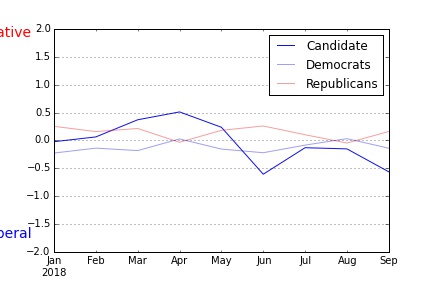 ative
2.0
1.5
1.0
0.5
0.0
−0.5
−1.0
−1.5
−2.0
beral
Candidate
Democrats
Republicans
Jan Feb Mar Apr May Jun Jul Aug Sep
2018